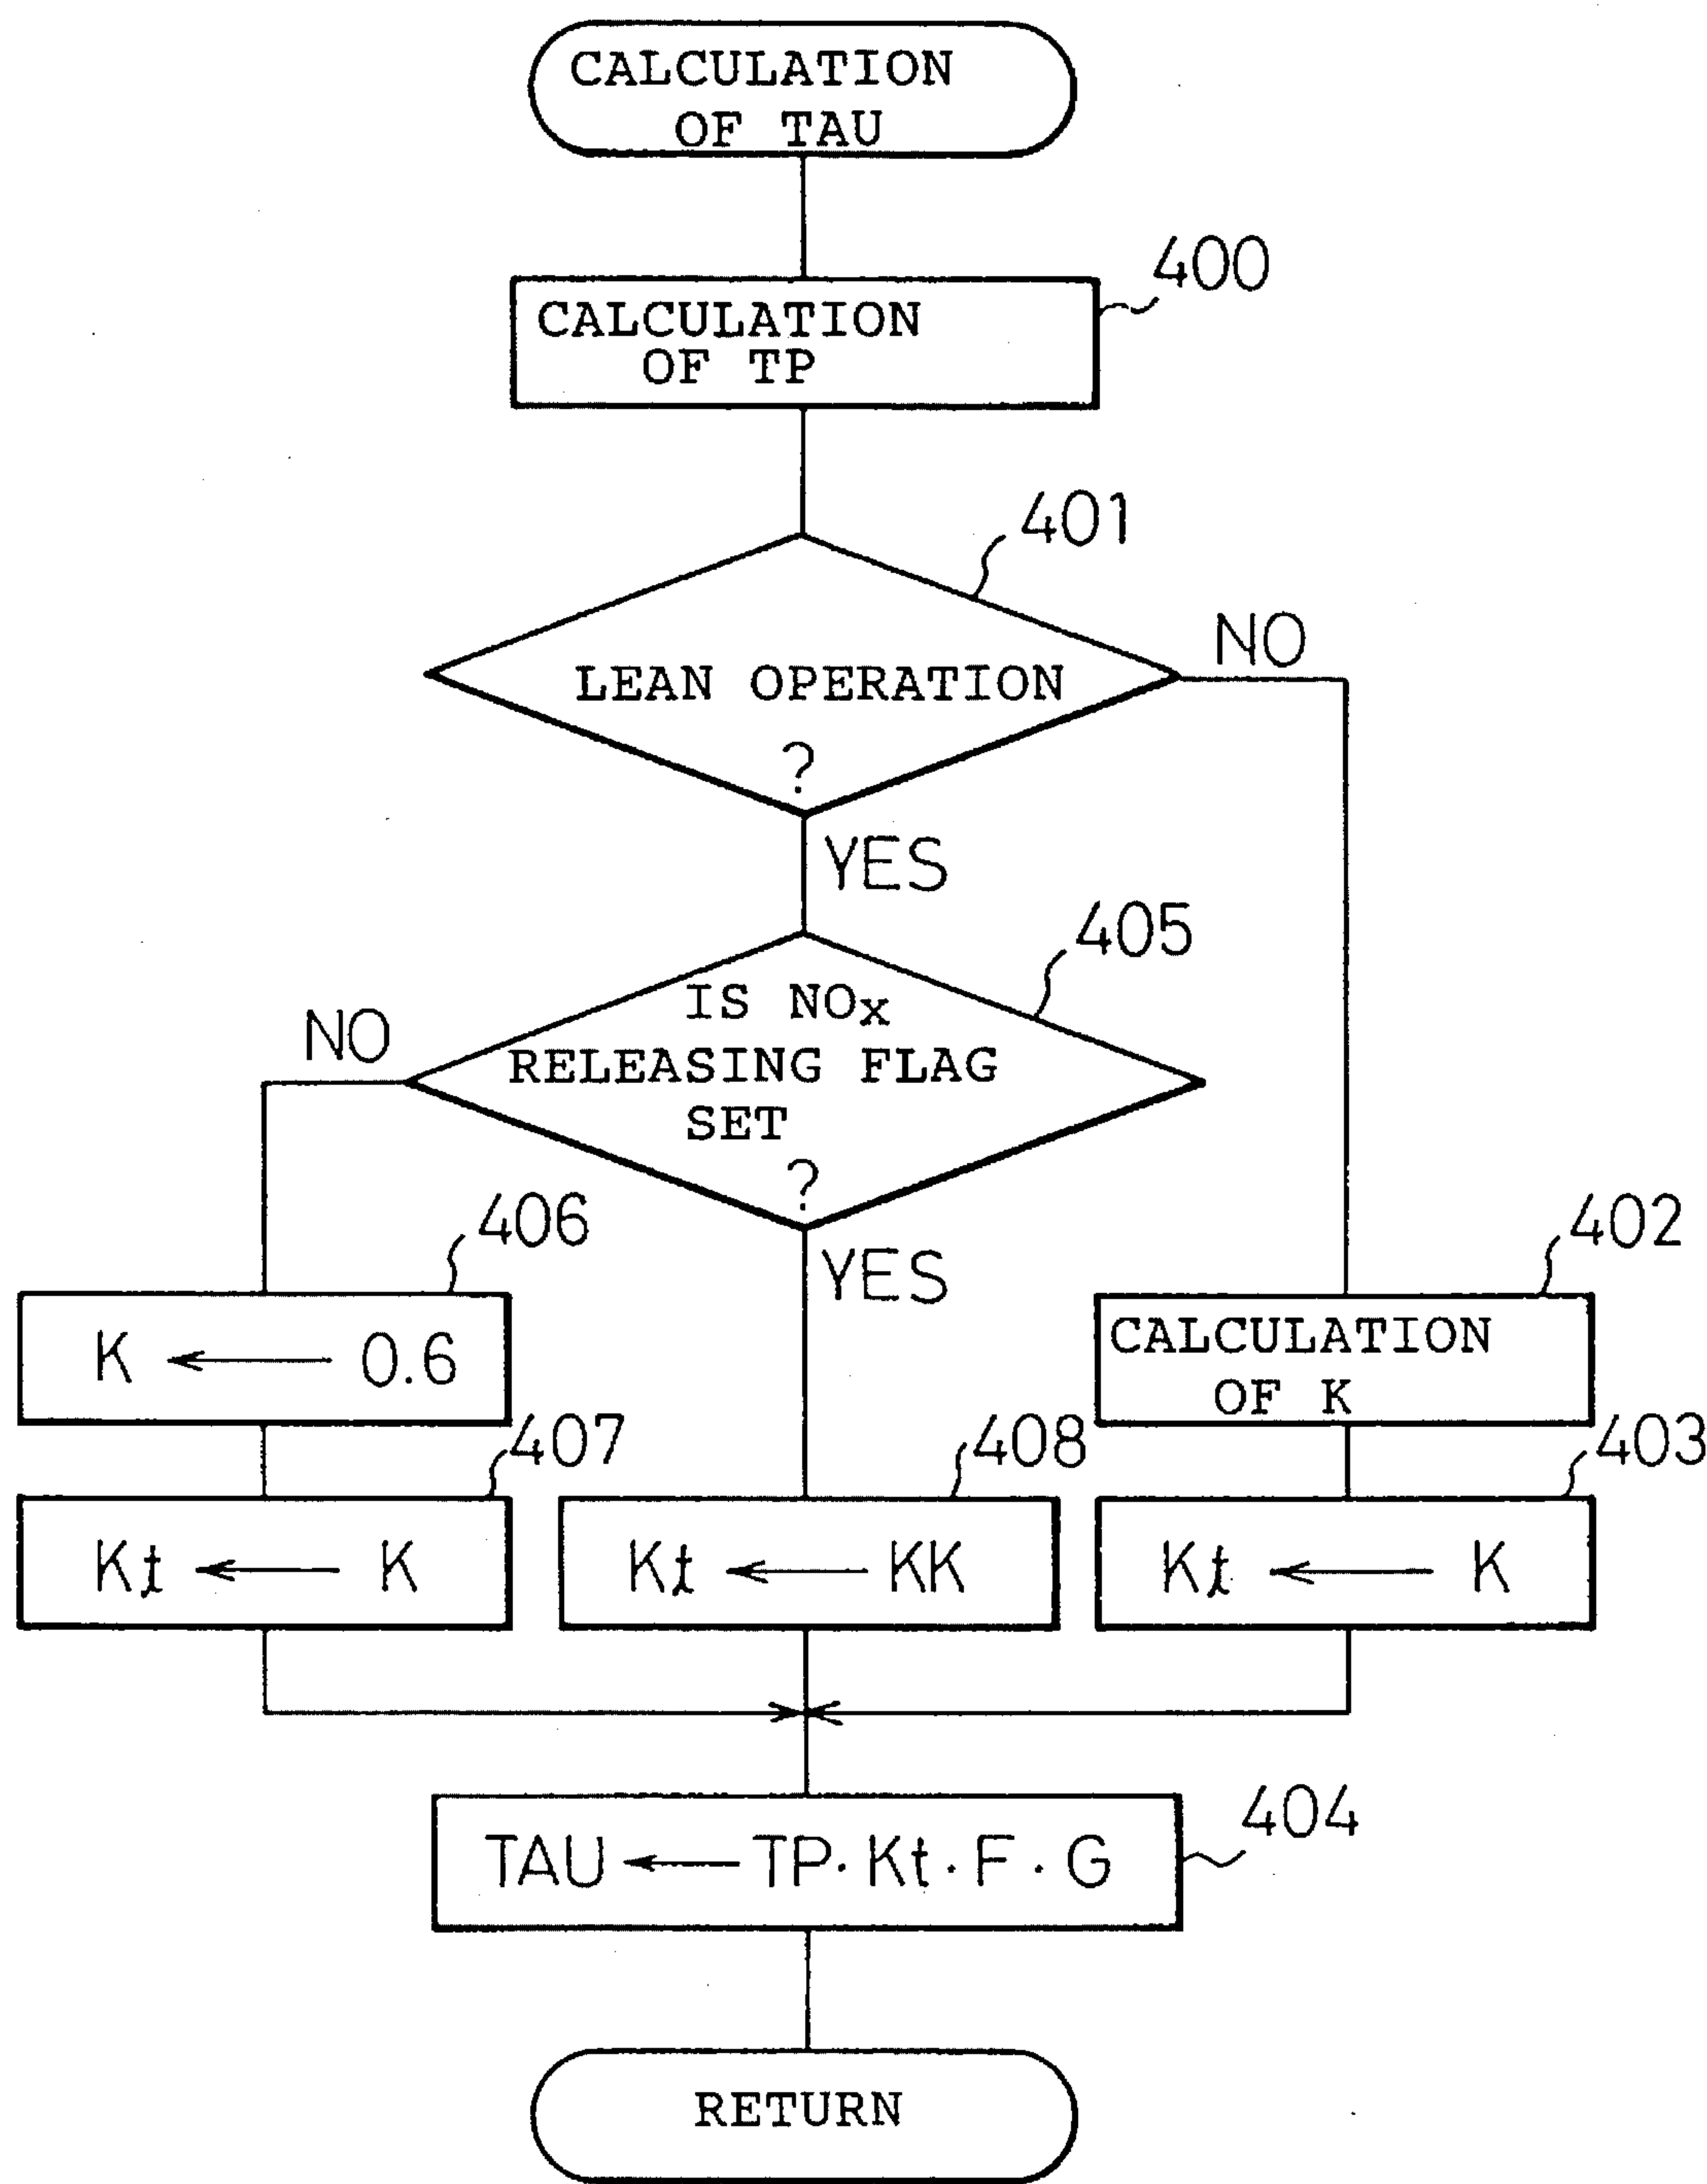 CALCULATION
OF TAU
400
CALCULATION
OF TP
401
LEAN OPERATION
?
NO
YES
405
IS NOx
RELEASING FLAG
SET
?
NO
YES
406
K ← 0.6
402
CALCULATION
OF K
407
Kt ← K
408
Kt ← KK
403
Kt ← K
404
TAU ← TP·Kt·F·G
RETURN